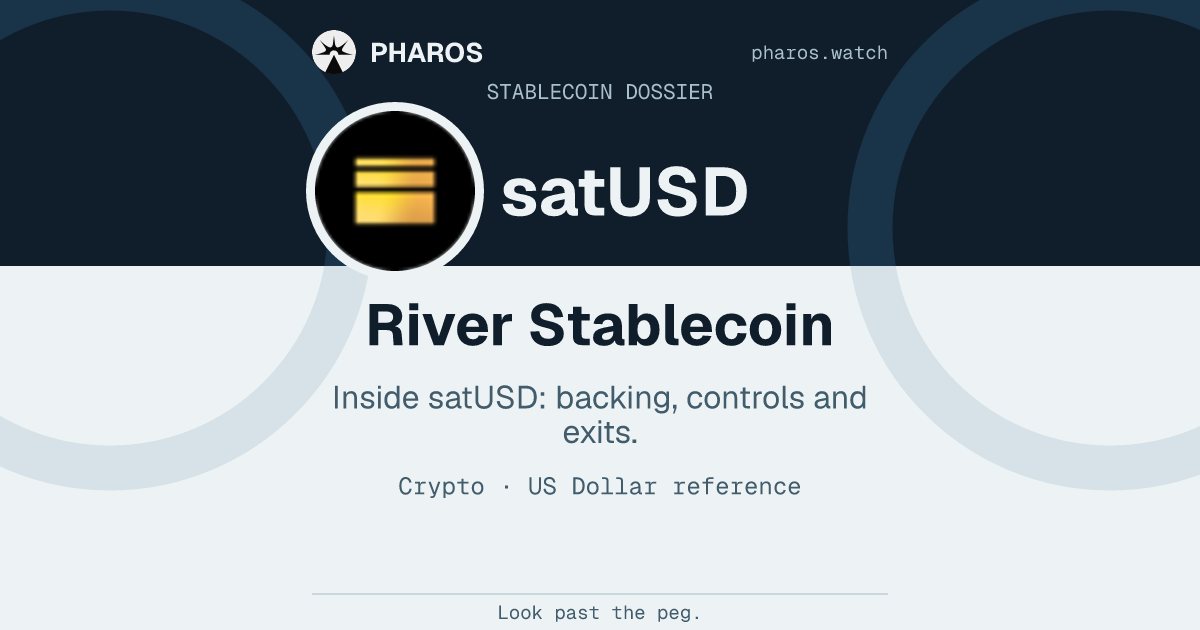 PHAROS
pharos.watch
STABLECOIN DOSSIER
satUSD
River Stablecoin
Inside satUSD: backing, controls and
exits.
Crypto · US Dollar reference
Look past the peg.